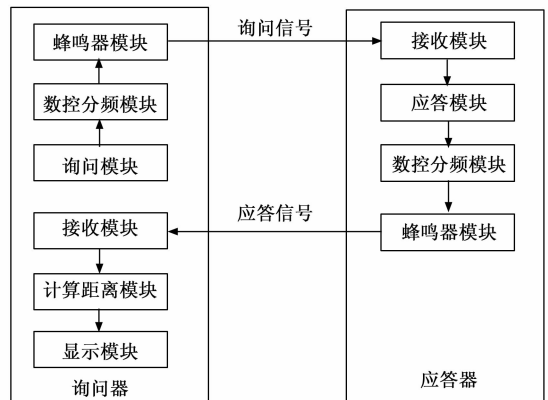 蜂鸣器模块
数控分频模块
询问模块
接收模块
计算距离模块
显示模块
询问器
询问信号
应答信号
接收模块
应答模块
数控分频模块
蜂鸣器模块
应答器